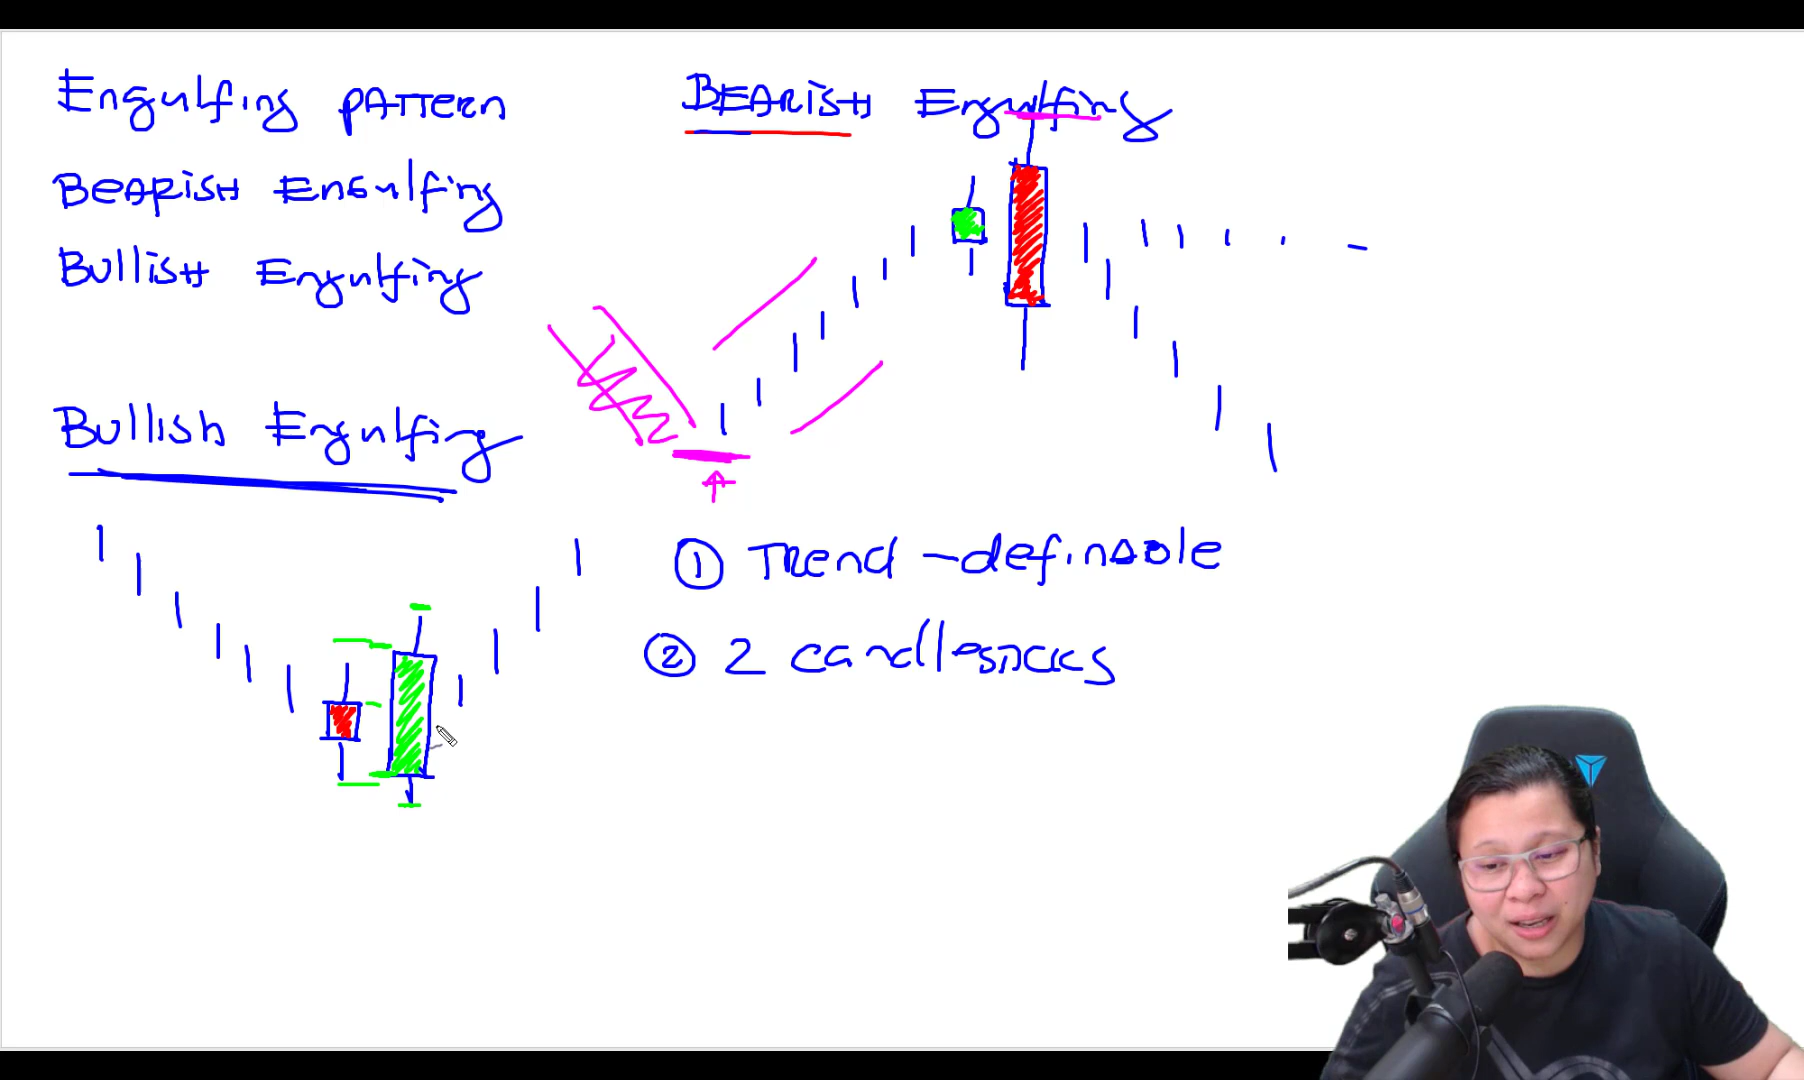 Engulfing pATTERN
BEARISH Engulfing
Bullish Engulfing
BEARISH Engulfing
Bullish Engulfing
① Trend - definable
② 2 candlesticks